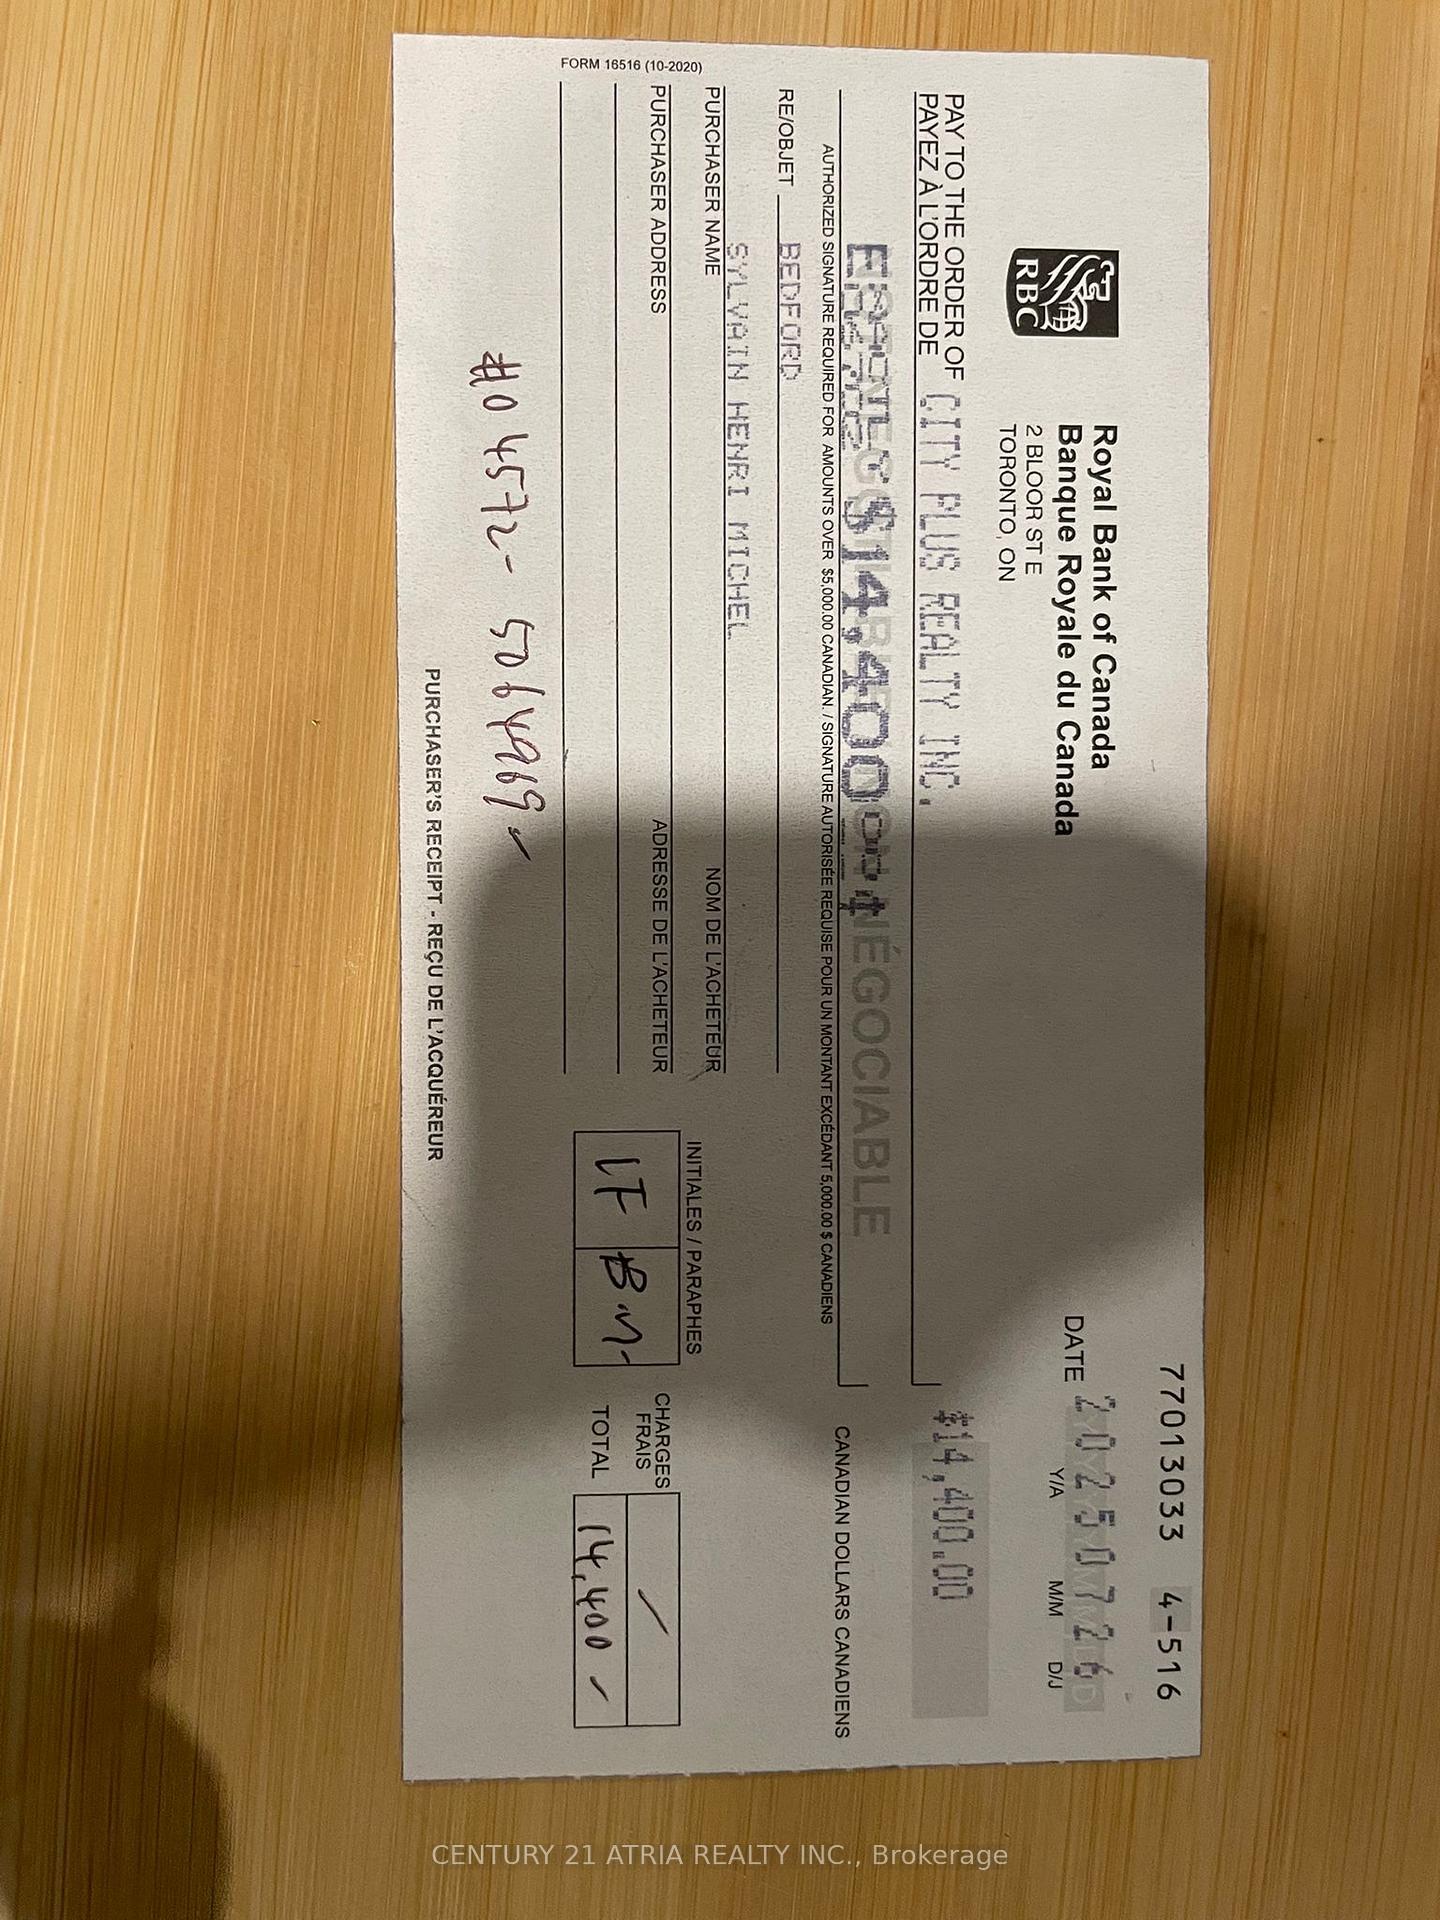 77013033 4-516
RBC
Royal Bank of Canada
Banque Royale du Canada
2 BLOOR ST E
TORONTO, ON
DATE 20250726
Y/A M/M D/J
PAY TO THE ORDER OF
PAYEZ À L'ORDRE DE CITY PLUS REALTY INC. $14,400.00
EXACTLY $14,400
NÉGOCIABLE
CANADIAN DOLLARS CANADIENS
AUTHORIZED SIGNATURE REQUIRED FOR AMOUNTS OVER $5,000.00 CANADIAN. / SIGNATURE AUTORISÉE REQUISE POUR UN MONTANT EXCÉDANT 5,000.00 $ CANADIENS
RE/OBJET BEDFORD
SYLVAIN HENRI MICHEL
PURCHASER NAME NOM DE L'ACHETEUR
PURCHASER ADDRESS ADRESSE DE L'ACHETEUR
INITIALES / PARAPHES
LF B.M.
CHARGES
FRAIS
TOTAL 14,400 -
#04572-5064969-
FORM 16516 (10-2020)
PURCHASER'S RECEIPT - REÇU DE L'ACQUÉREUR
CENTURY 21 ATRIA REALTY INC., Brokerage